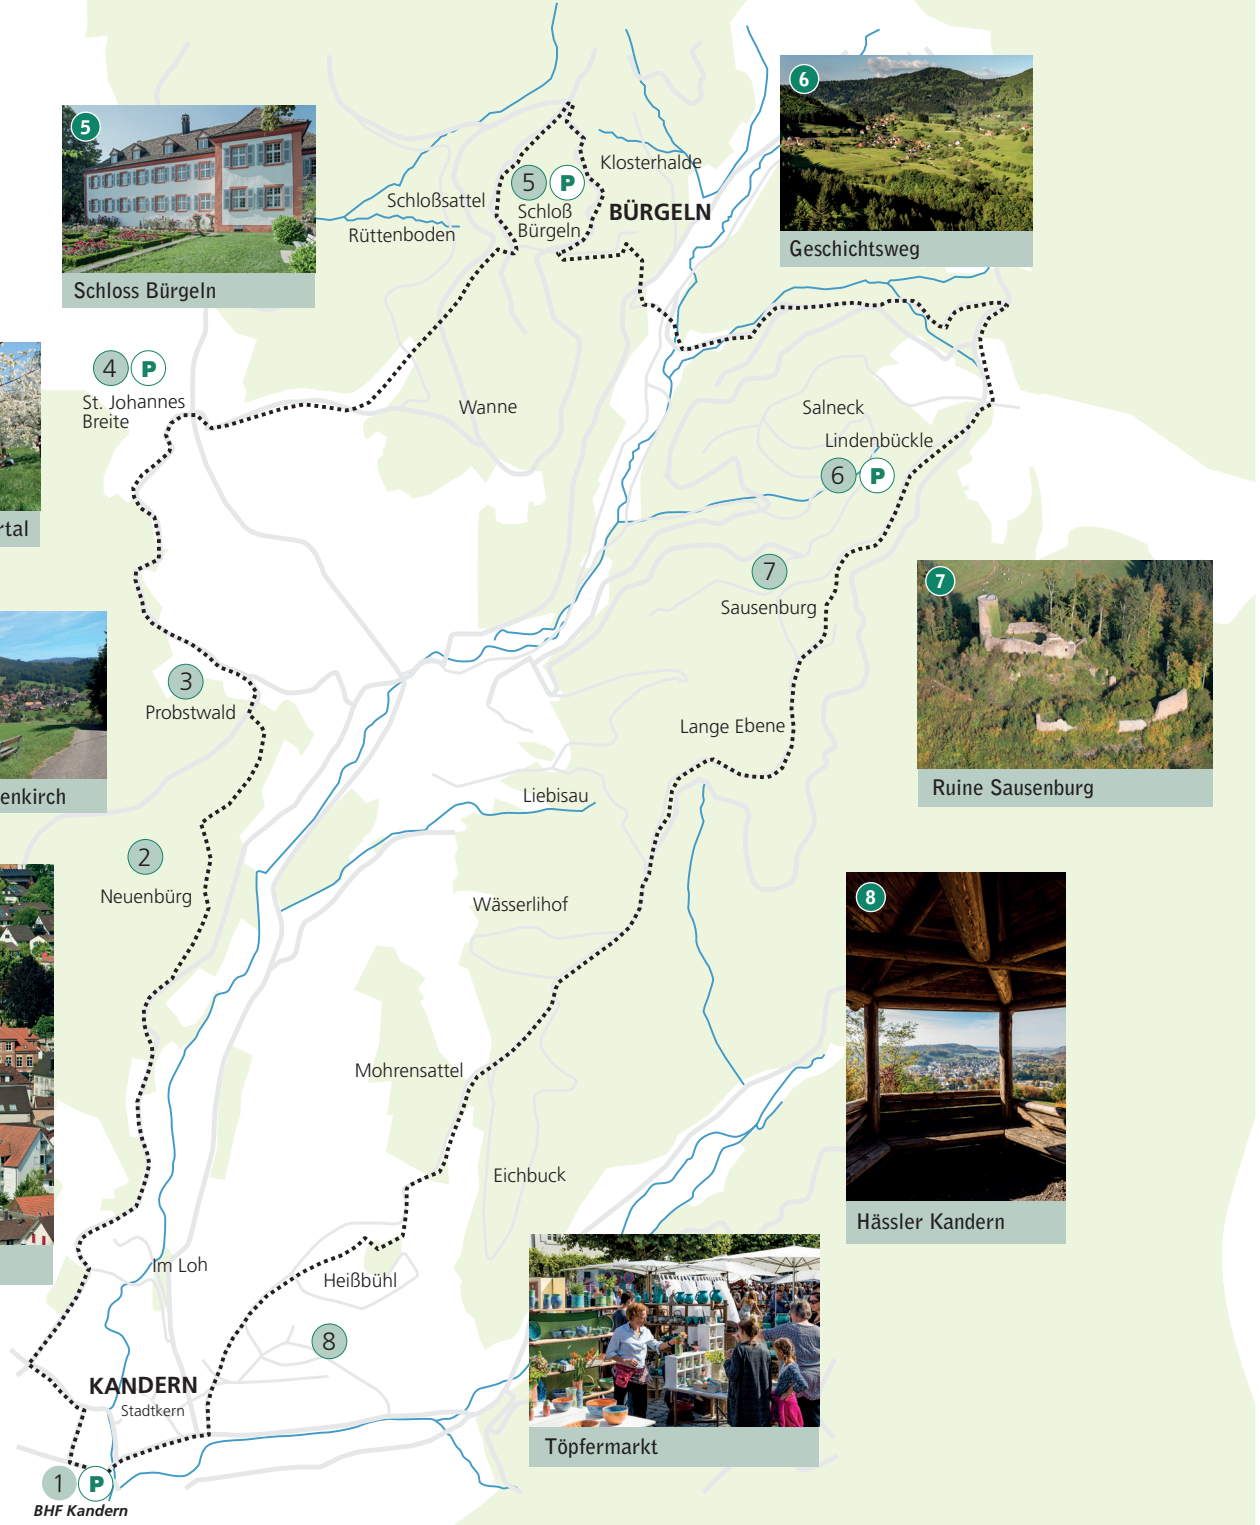 6
5
Klosterhalde
5 P
Schloßsattel
Schloß
Bürgeln
BÜRGELN
Rüttenboden
Geschichtsweg
Schloss Bürgeln
4 P
St. Johannes
Breite
Wanne
Salneck
Lindenbückle
6 P
rtal
7
Sausenburg
7
3
Probstwald
Lange Ebene
enkirch
Liebisau
Ruine Sausenburg
2
Neuenbürg
Wässerlihof
8
Mohrensattel
Eichbuck
Hässler Kandern
Im Loh
Heißbühl
8
KANDERN
Stadtkern
Töpfermarkt
1 P
BHF Kandern